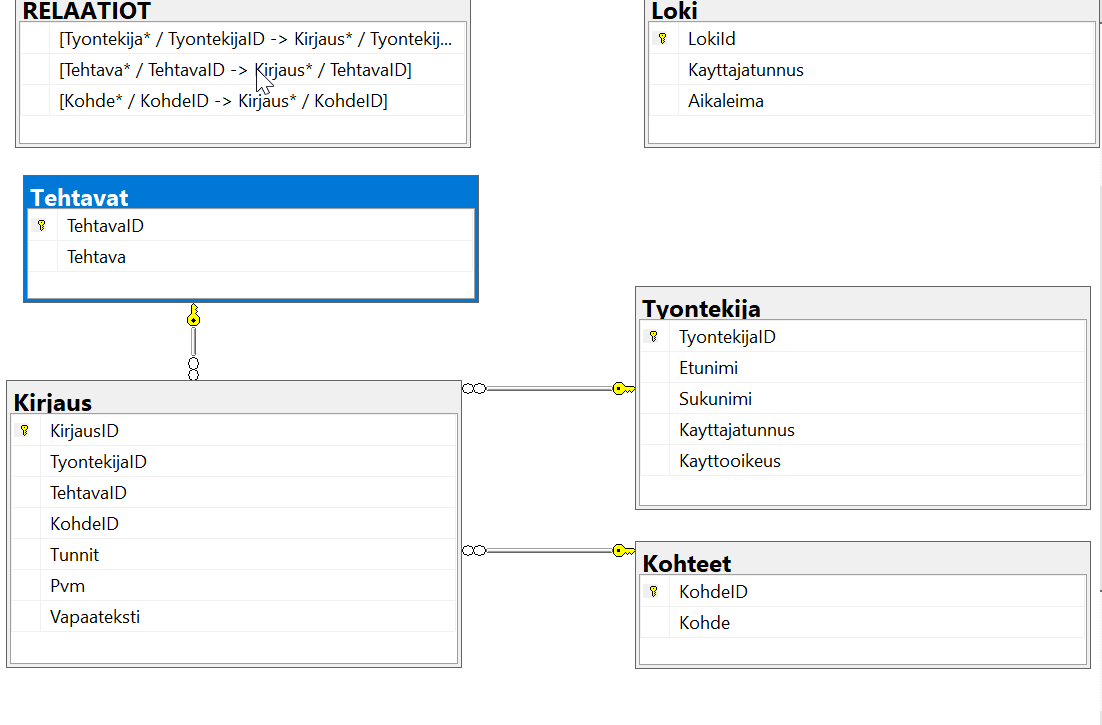 RELAATIOT
[Tyontekija* / TyontekijaID -> Kirjaus* / Tyontekij...
[Tehtava* / TehtavaID -> Kirjaus* / TehtavaID]
[Kohde* / KohdeID -> Kirjaus* / KohdeID]
Loki
LokiId
Kayttajatunnus
Aikaleima
Tehtavat
TehtavaID
Tehtava
Tyontekija
TyontekijaID
Etunimi
Sukunimi
Kayttajatunnus
Kayttooikeus
Kirjaus
KirjausID
TyontekijaID
TehtavaID
KohdeID
Tunnit
Pvm
Vapaateksti
Kohteet
KohdeID
Kohde